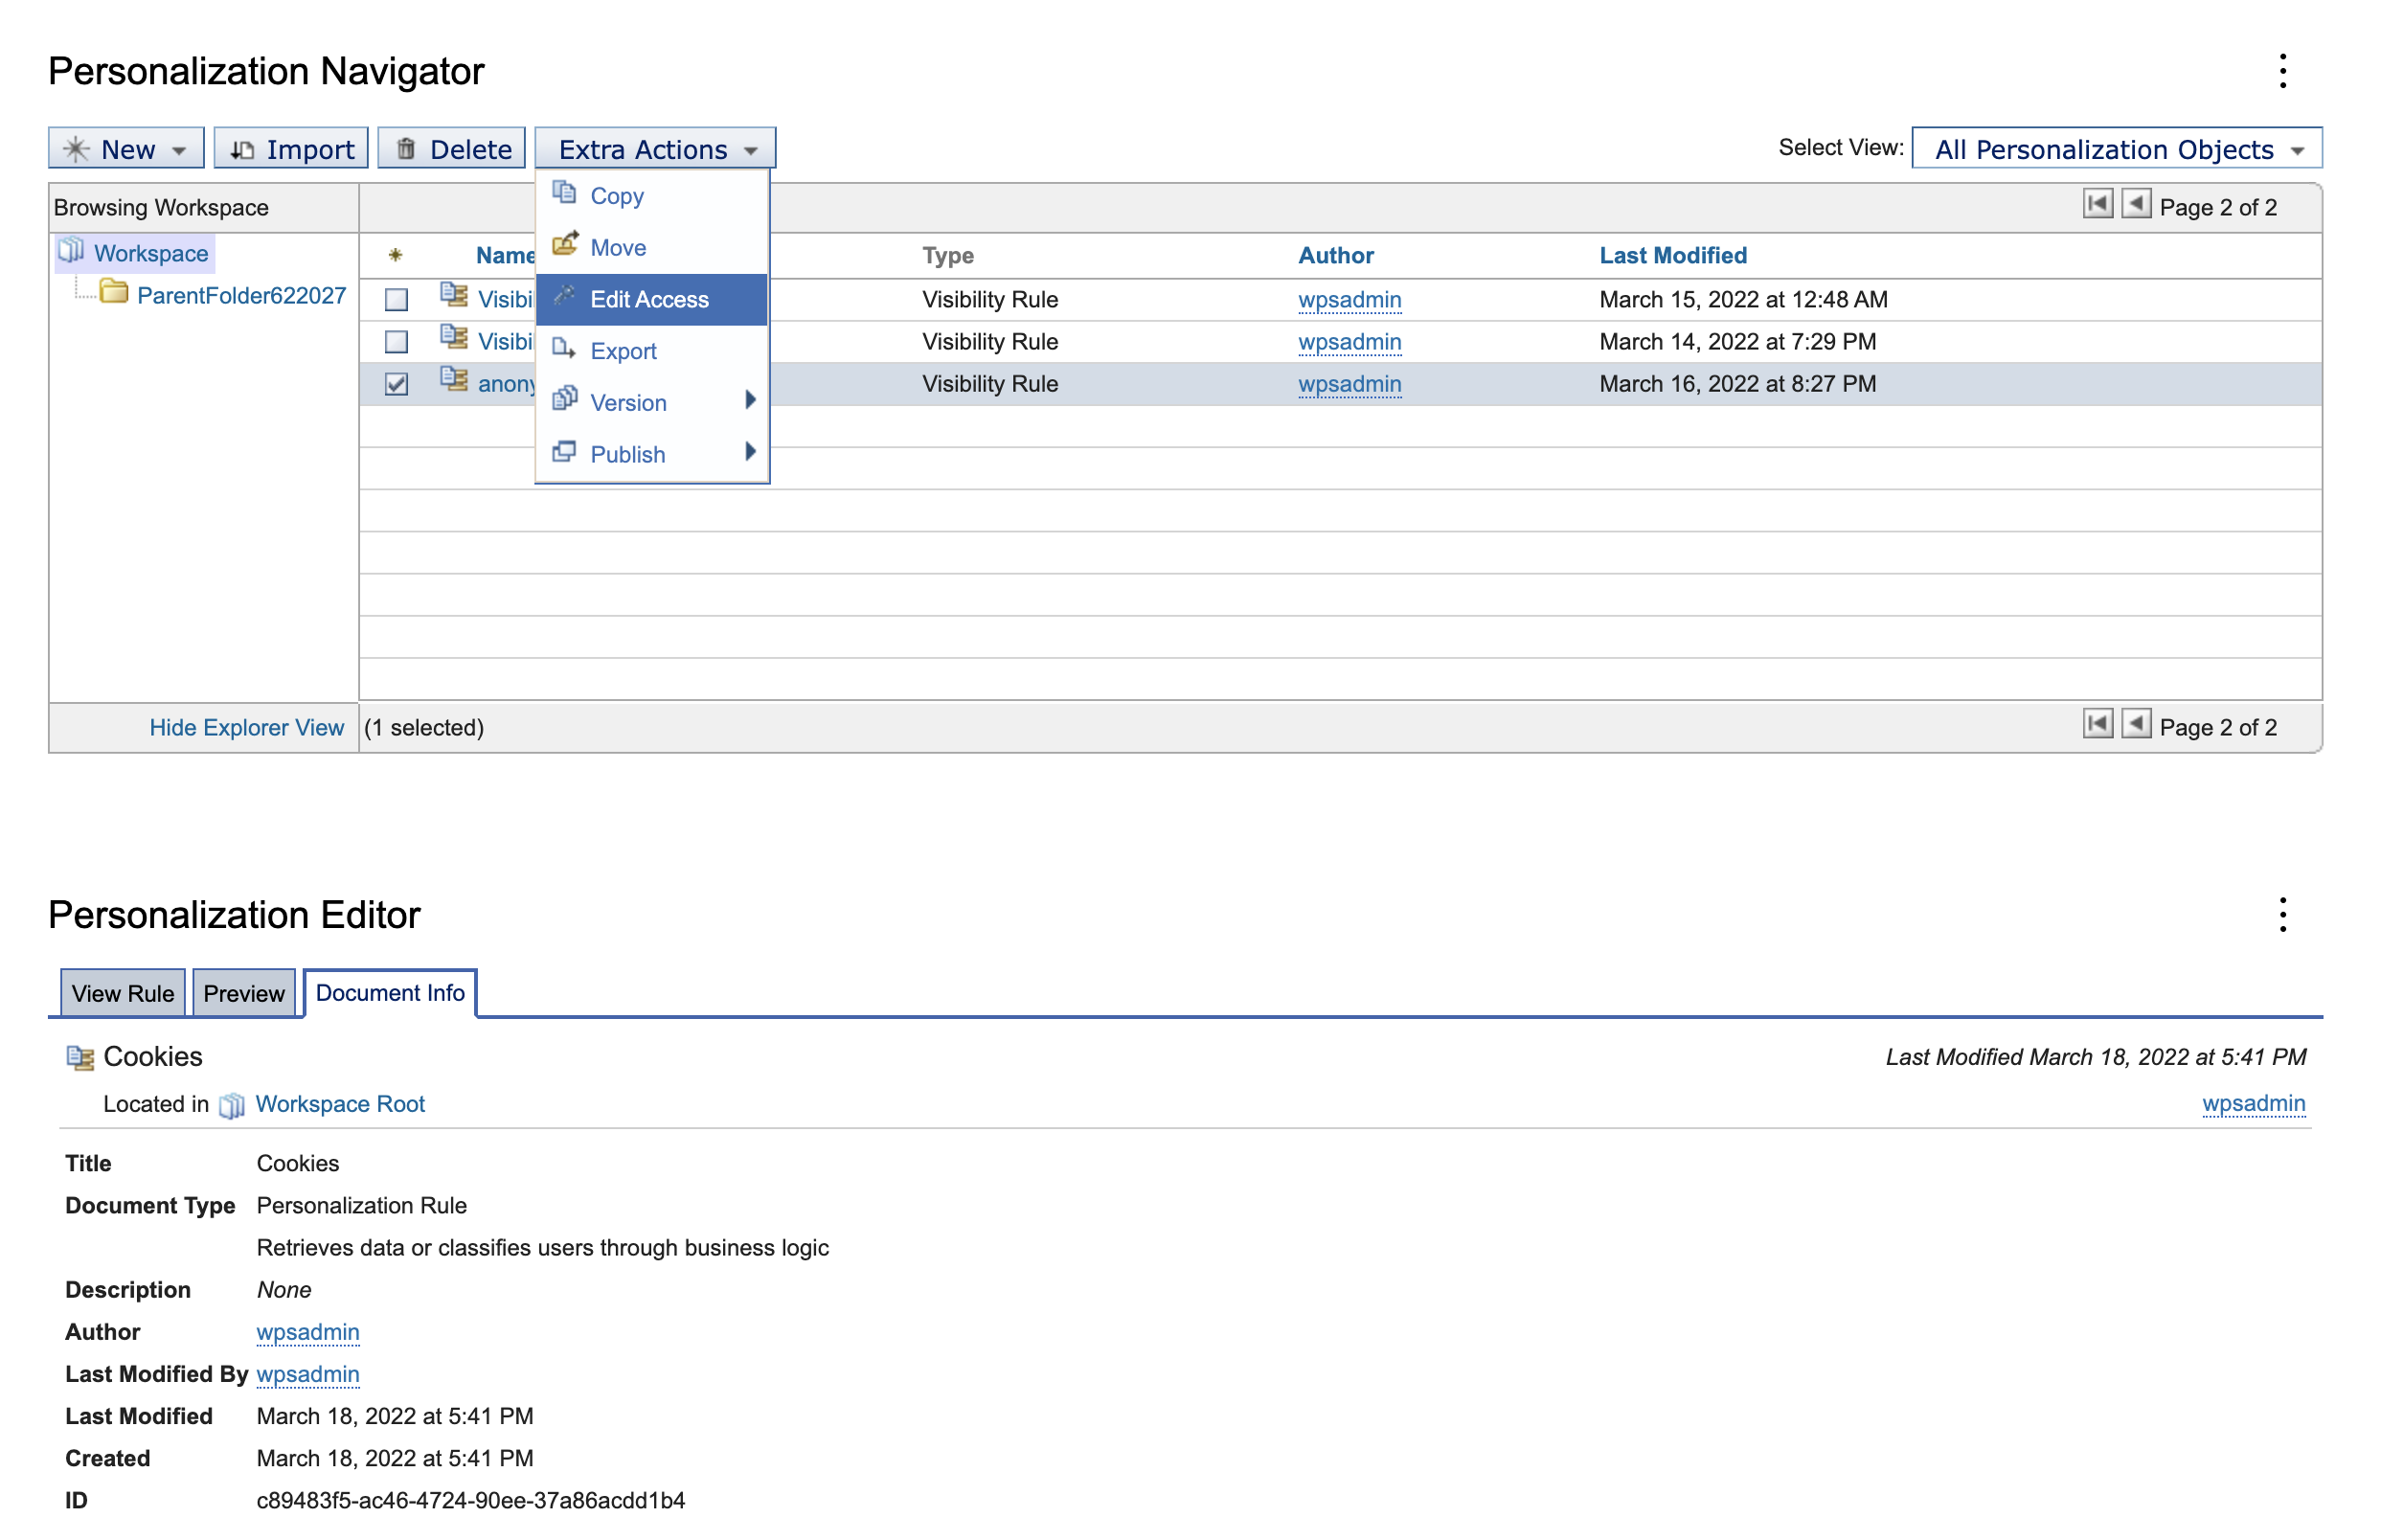 Personalization Navigator
New Import Delete Extra Actions Select View: All Personalization Objects
Browsing Workspace Page 2 of 2
Workspace
ParentFolder622027
Name Type Author Last Modified
Visibi Visibility Rule wpsadmin March 15, 2022 at 12:48 AM
Visibi Visibility Rule wpsadmin March 14, 2022 at 7:29 PM
anony Visibility Rule wpsadmin March 16, 2022 at 8:27 PM
Copy
Move
Edit Access
Export
Version
Publish
Hide Explorer View (1 selected) Page 2 of 2
Personalization Editor
View Rule Preview Document Info
Cookies Last Modified March 18, 2022 at 5:41 PM
Located in Workspace Root wpsadmin
Title Cookies
Document Type Personalization Rule
Retrieves data or classifies users through business logic
Description None
Author wpsadmin
Last Modified By wpsadmin
Last Modified March 18, 2022 at 5:41 PM
Created March 18, 2022 at 5:41 PM
ID c89483f5-ac46-4724-90ee-37a86acdd1b4